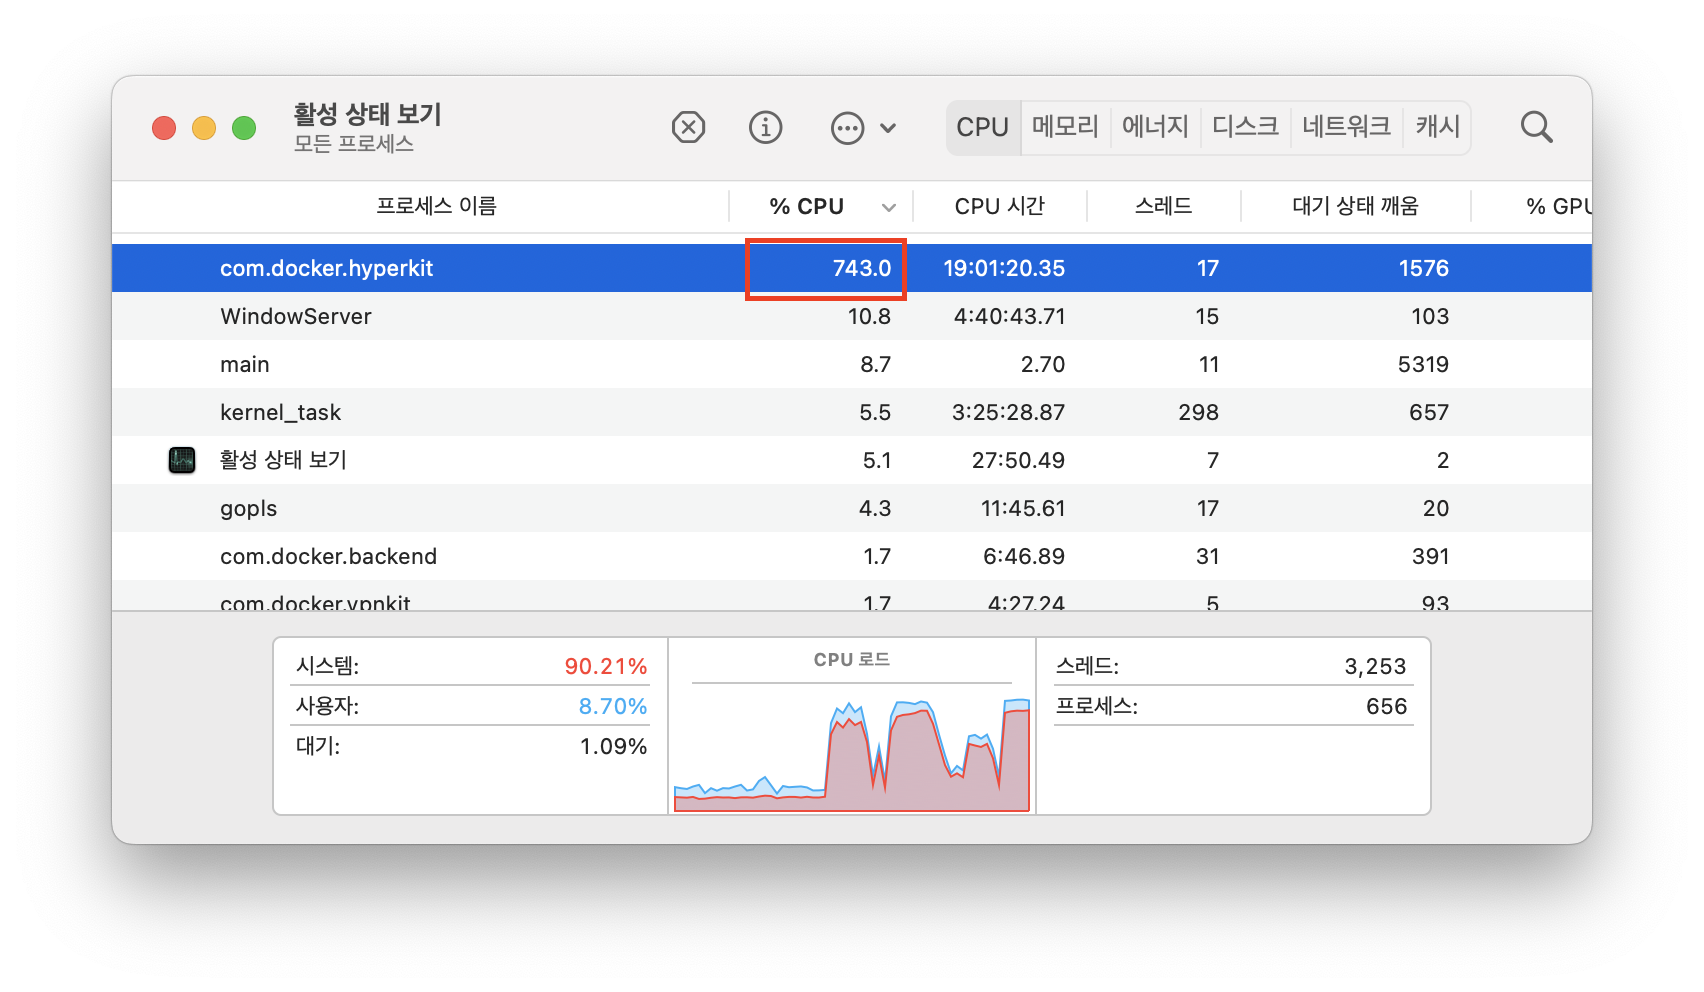 활성 상태 보기
모든 프로세스
CPU 메모리 에너지 디스크 네트워크 캐시
프로세스 이름 % CPU CPU 시간 스레드 대기 상태 깨움 % GPU
com.docker.hyperkit 743.0 19:01:20.35 17 1576
WindowServer 10.8 4:40:43.71 15 103
main 8.7 2.70 11 5319
kernel_task 5.5 3:25:28.87 298 657
활성 상태 보기 5.1 27:50.49 7 2
gopls 4.3 11:45.61 17 20
com.docker.backend 1.7 6:46.89 31 391
com.docker.vpnkit 1.7 4:27.24 5 93
시스템: 90.21%
사용자: 8.70%
대기: 1.09%
CPU 로드
스레드: 3,253
프로세스: 656